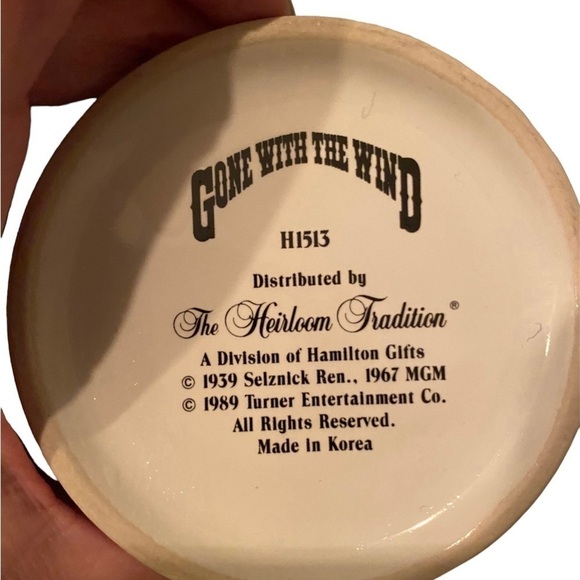 GONE WITH THE WIND
H1513
Distributed by
The Heirloom Tradition®
A Division of Hamilton Gifts
© 1939 Selznick Ren., 1967 MGM
© 1989 Turner Entertainment Co.
All Rights Reserved.
Made in Korea